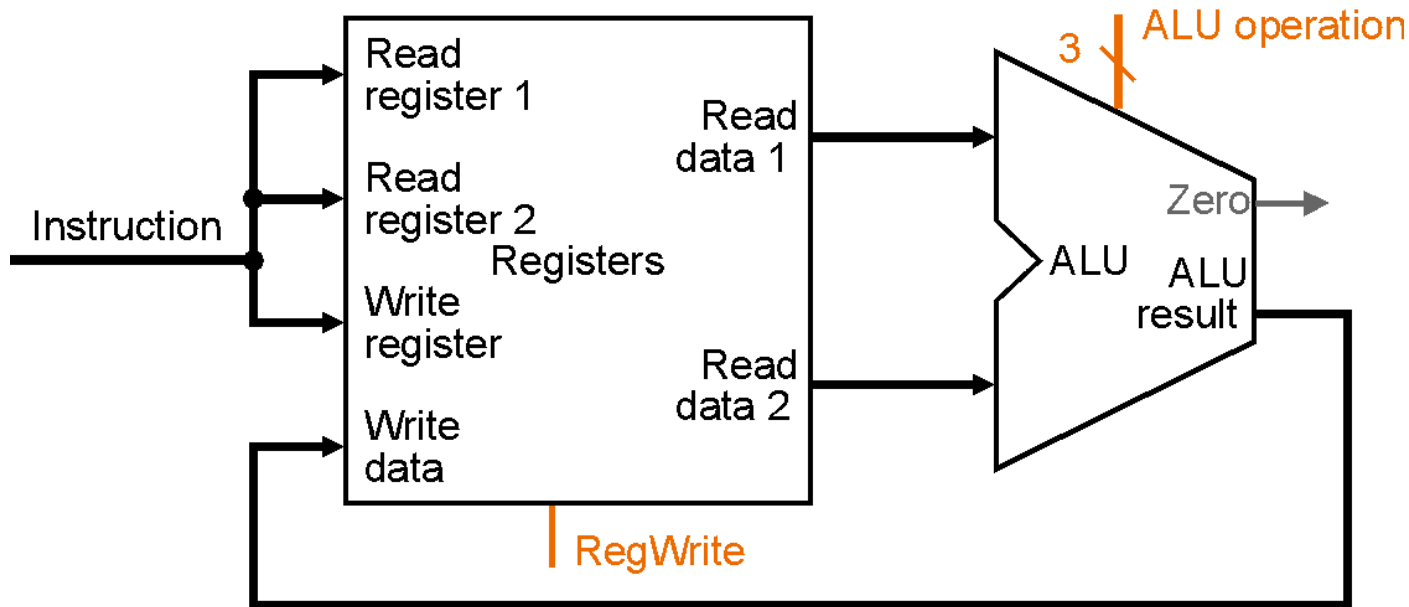 ALU operation
3
Read
register 1
Read
data 1
Read
register 2
Zero
Instruction
Registers
ALU
ALU
result
Write
register
Read
data 2
Write
data
RegWrite